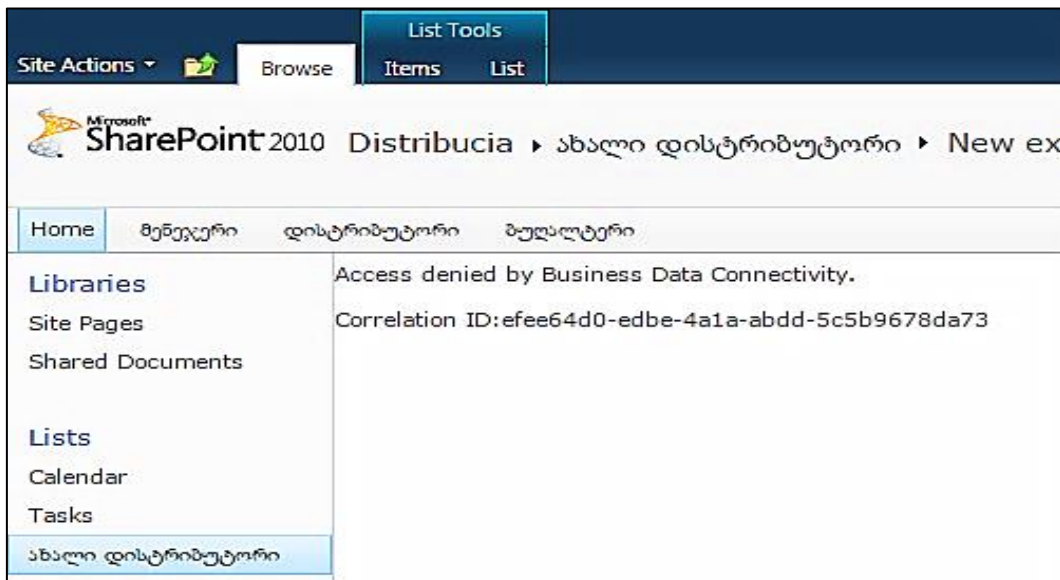 List Tools
Site Actions Browse Items List
Microsoft
SharePoint 2010 Distribucia ▸ ახალი დისტრიბუტორი ▸ New ex
Home მენეჯერი დისტრიბუტორი ბუღალტერი
Libraries
Site Pages
Shared Documents
Access denied by Business Data Connectivity.
Correlation ID:efee64d0-edbe-4a1a-abdd-5c5b9678da73
Lists
Calendar
Tasks
ახალი დისტრიბუტორი